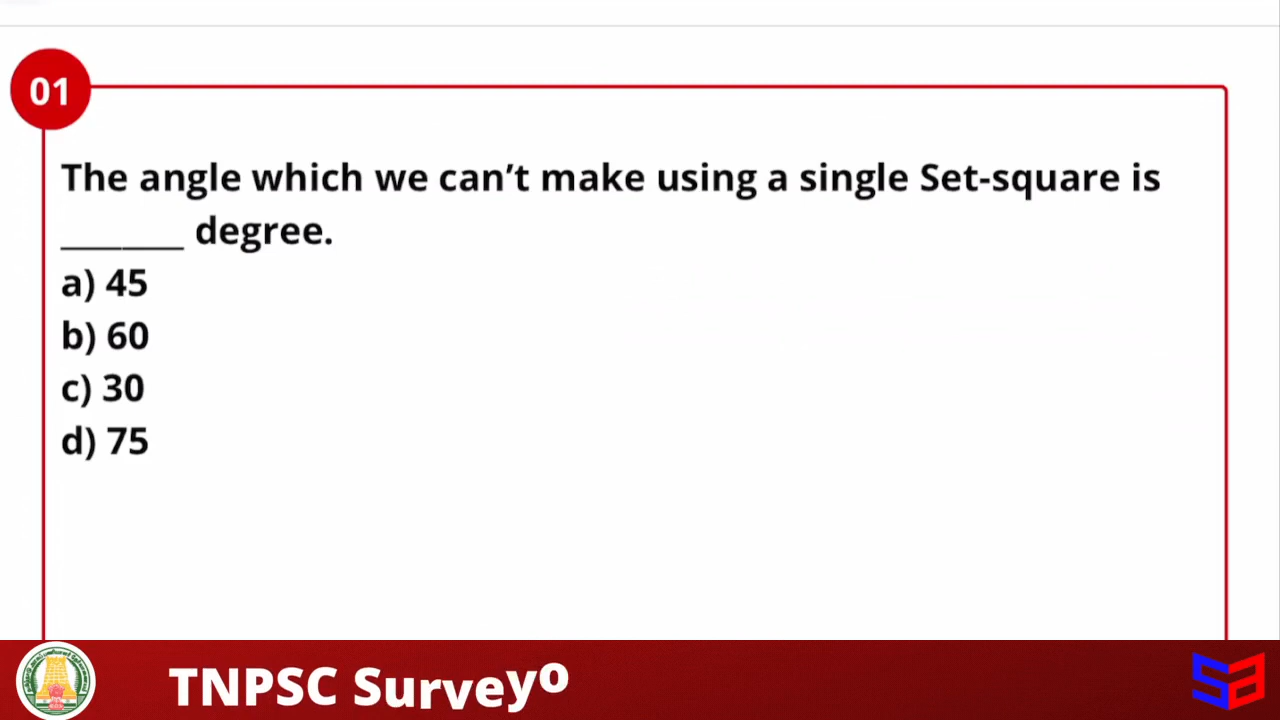 01
The angle which we can’t make using a single Set-square is
______ degree.
a) 45
b) 60
c) 30
d) 75
TNPSC Surveyo